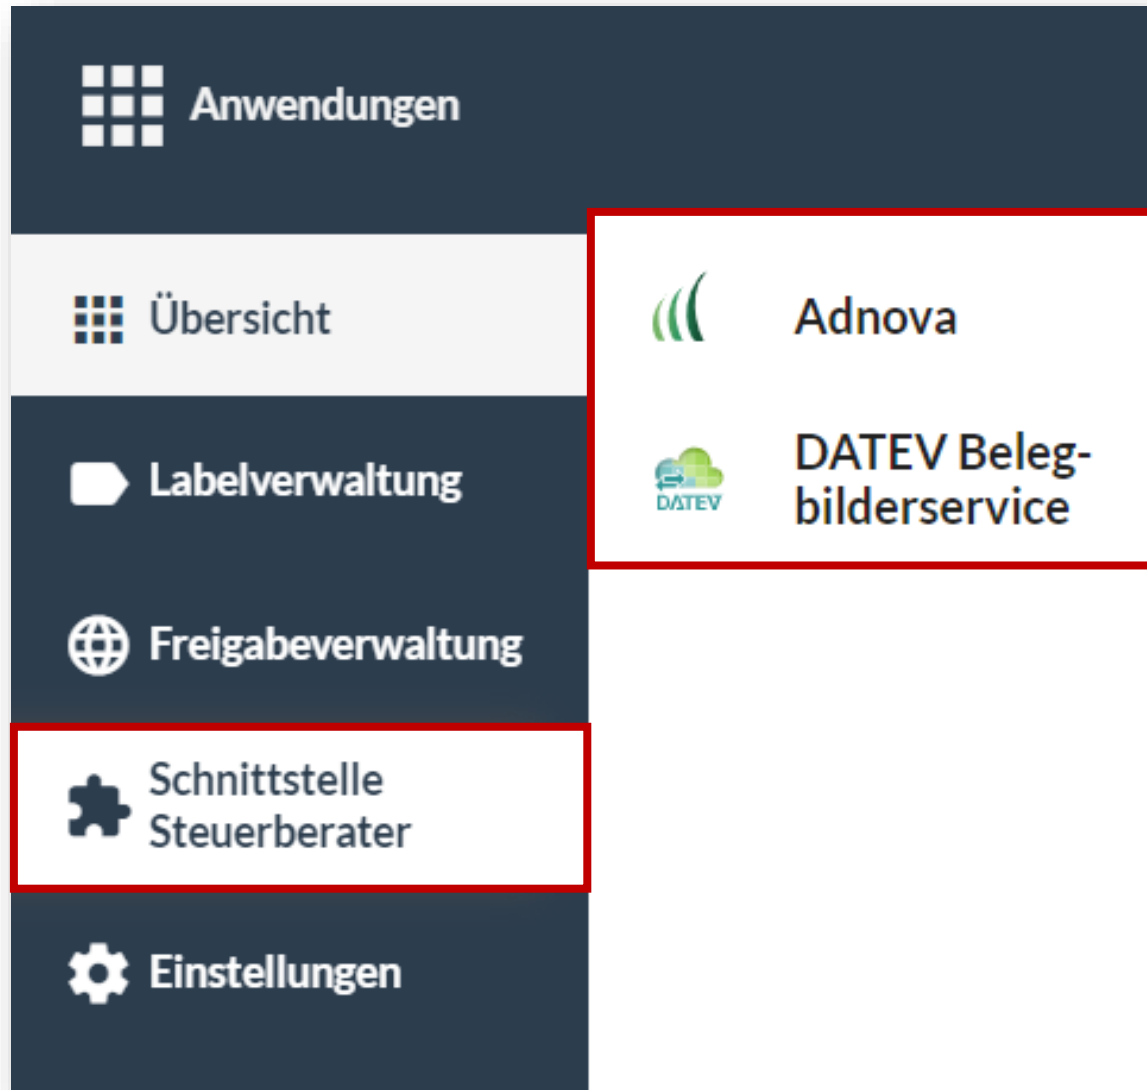 Anwendungen
Übersicht
Labelverwaltung
Freigabeverwaltung
Schnittstelle
Steuerberater
Einstellungen
Adnova
DATEV
DATEV Beleg-
bilderservice